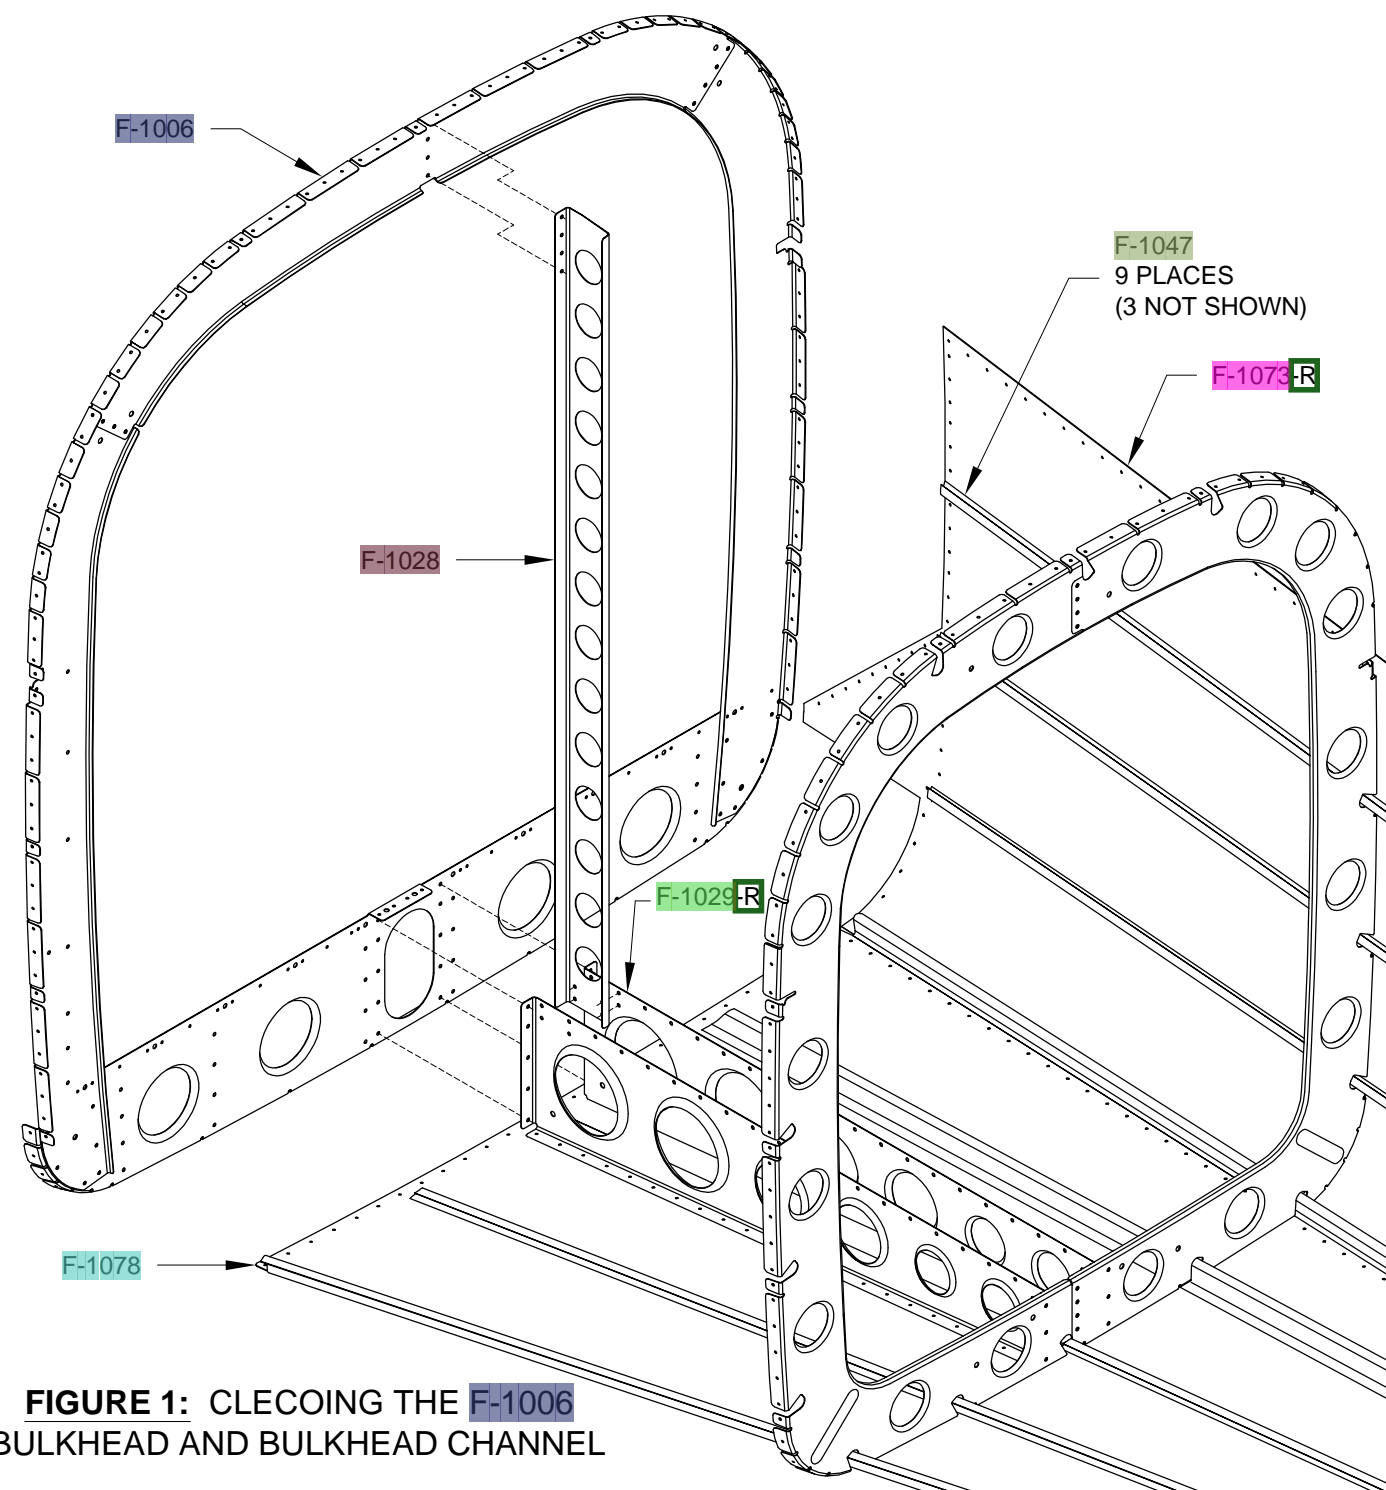 F-1006
F-1047
9 PLACES
(3 NOT SHOWN)
F-1073-R
F-1028
F-1029-R
F-1078
FIGURE 1: CLECOING THE F-1006
BULKHEAD AND BULKHEAD CHANNEL